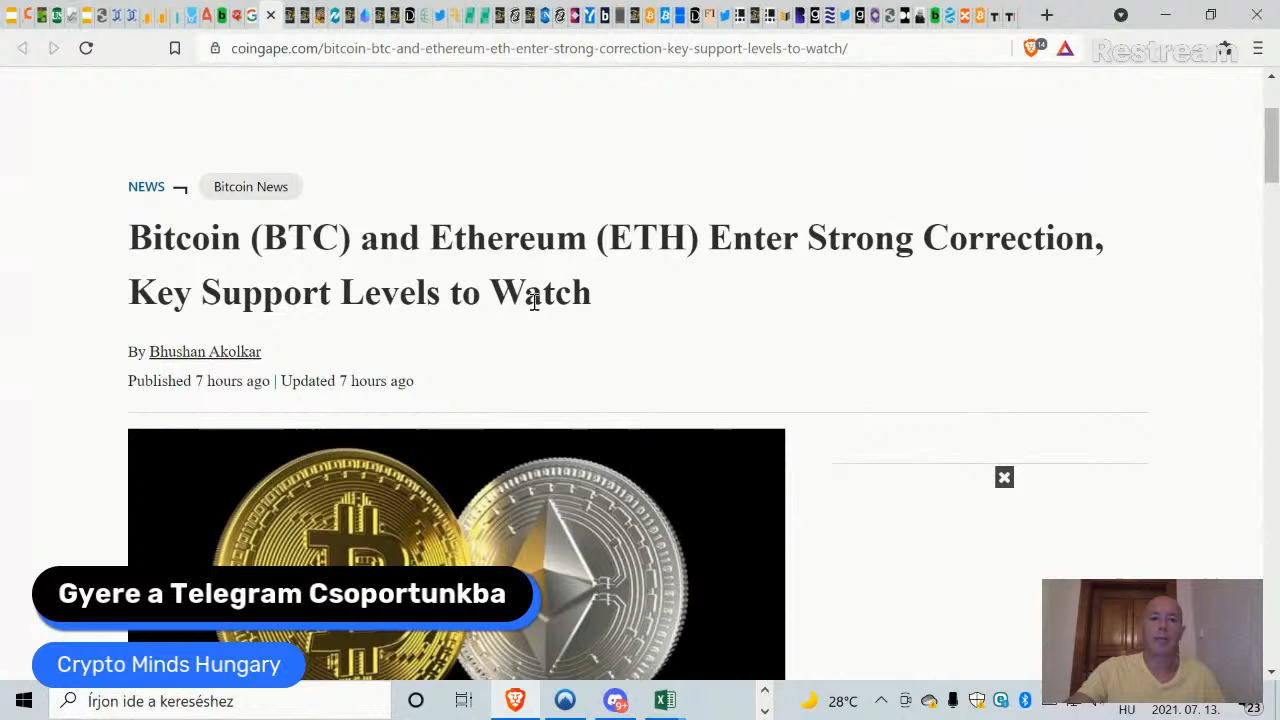 coingape.com/bitcoin-btc-and-ethereum-eth-enter-strong-correction-key-support-levels-to-watch/
14
Restream
NEWS
Bitcoin News
Bitcoin (BTC) and Ethereum (ETH) Enter Strong Correction,
Key Support Levels to Watch
By Bhushan Akolkar
Published 7 hours ago | Updated 7 hours ago
Gyere a Telegram Csoportunkba
Crypto Minds Hungary
Írjon ide a kereséshez
9+
28°C
HU
2021. 07. 13.
23